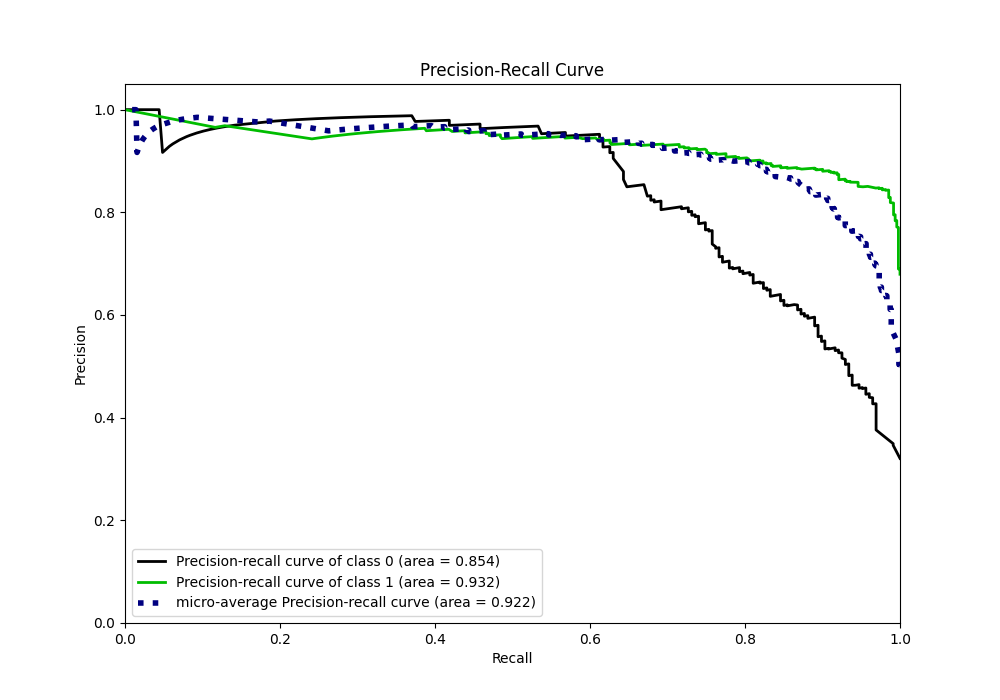 Precision-Recall Curve
1.0
0.8
0.6
0.4
0.2
0.0
Precision
Precision-recall curve of class 0 (area = 0.854)
Precision-recall curve of class 1 (area = 0.932)
micro-average Precision-recall curve (area = 0.922)
0.0 0.2 0.4 0.6 0.8 1.0
Recall